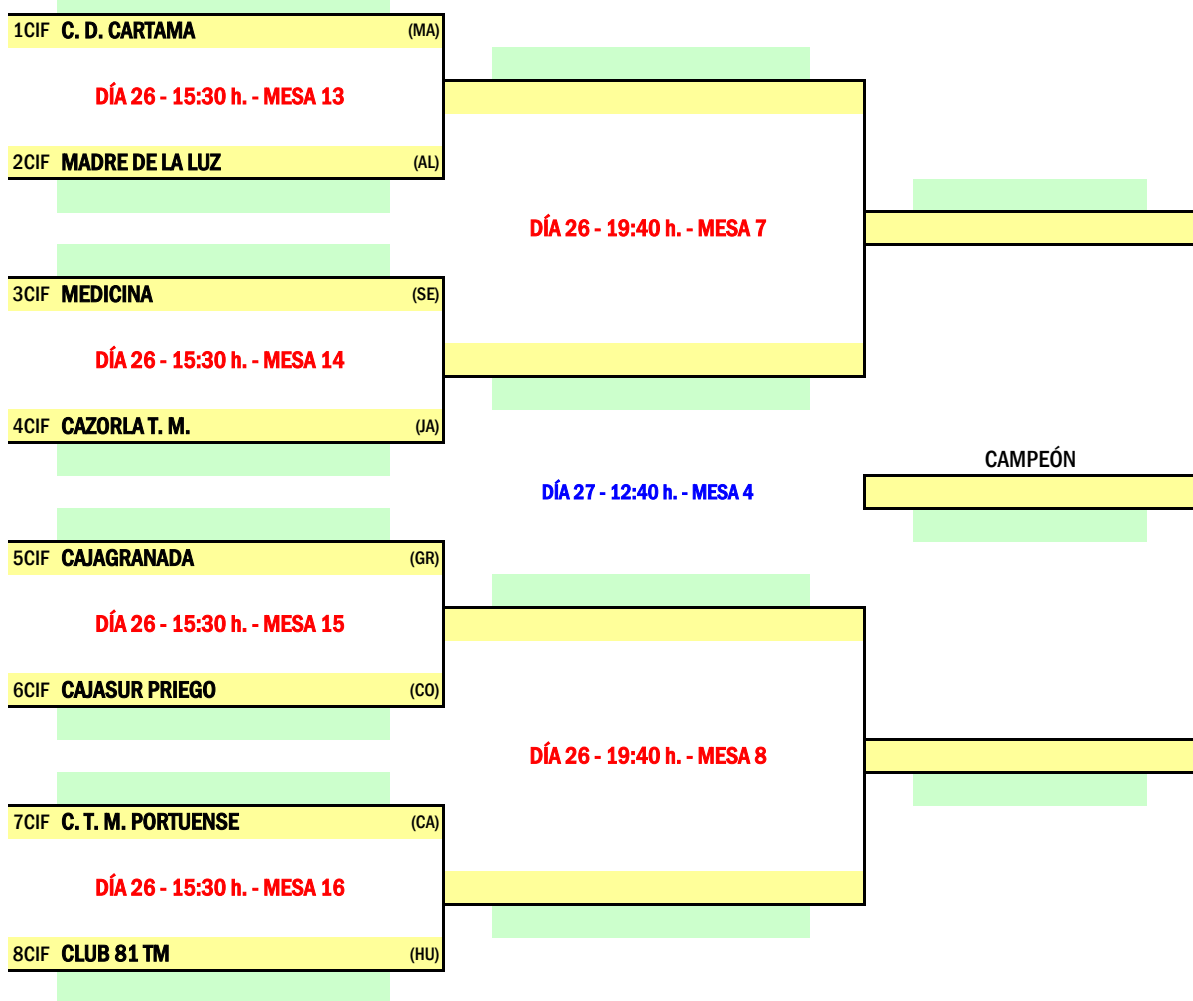 1CIF C. D. CARTAMA (MA)
DÍA 26 - 15:30 h. - MESA 13
2CIF MADRE DE LA LUZ (AL)
DÍA 26 - 19:40 h. - MESA 7
3CIF MEDICINA (SE)
DÍA 26 - 15:30 h. - MESA 14
4CIF CAZORLA T. M. (JA)
CAMPEÓN
DÍA 27 - 12:40 h. - MESA 4
5CIF CAJAGRANADA (GR)
DÍA 26 - 15:30 h. - MESA 15
6CIF CAJASUR PRIEGO (CO)
DÍA 26 - 19:40 h. - MESA 8
7CIF C. T. M. PORTUENSE (CA)
DÍA 26 - 15:30 h. - MESA 16
8CIF CLUB 81 TM (HU)